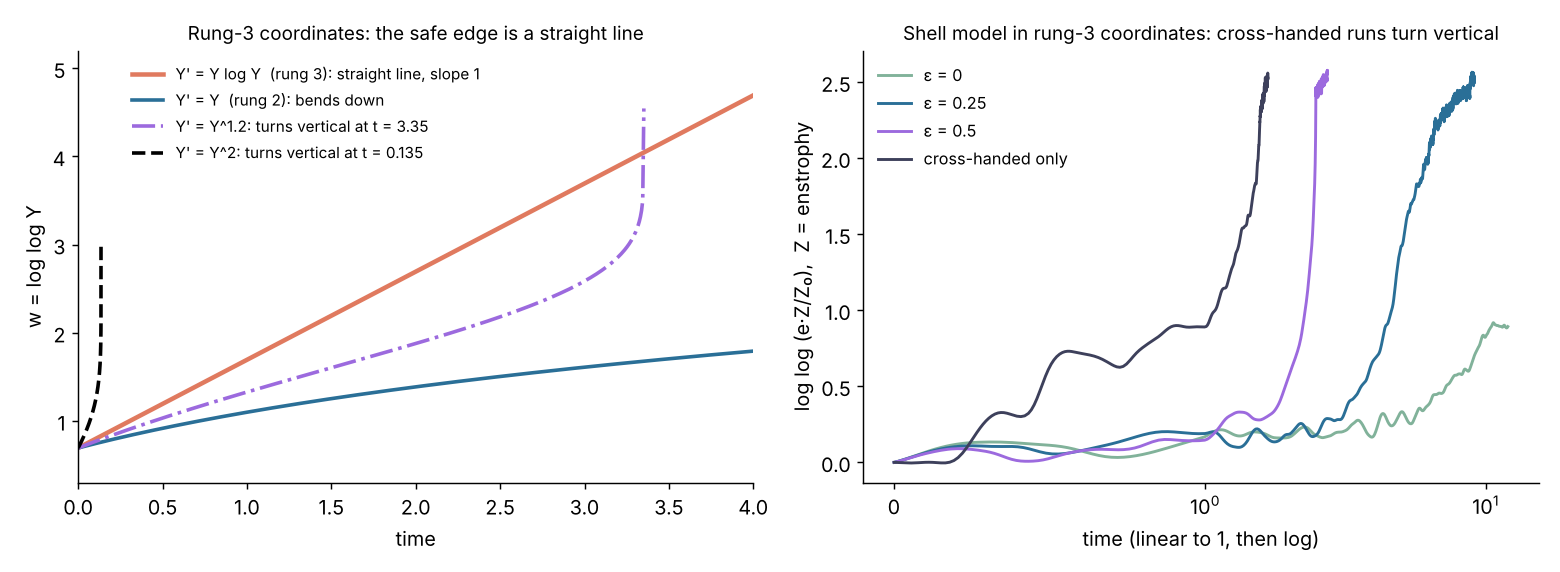 Rung-3 coordinates: the safe edge is a straight line
Y' = Y log Y (rung 3): straight line, slope 1
Y' = Y (rung 2): bends down
Y' = Y^1.2: turns vertical at t = 3.35
Y' = Y^2: turns vertical at t = 0.135
w = log log Y
5
4
3
2
1
0.0 0.5 1.0 1.5 2.0 2.5 3.0 3.5 4.0
time
Shell model in rung-3 coordinates: cross-handed runs turn vertical
ε = 0
ε = 0.25
ε = 0.5
cross-handed only
log log (e·Z/Z₀), Z = enstrophy
2.5
2.0
1.5
1.0
0.5
0.0
0 10⁰ 10¹
time (linear to 1, then log)